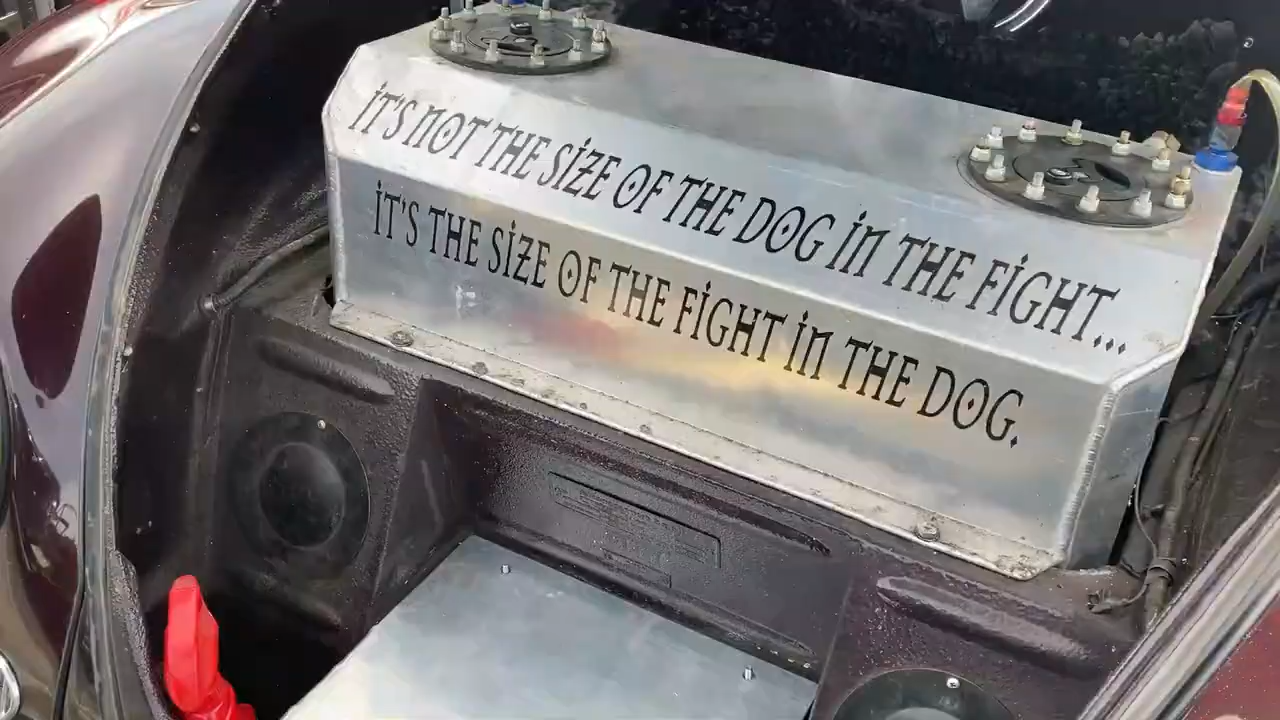 IT'S NOT THE SIZE OF THE DOG IN THE FIGHT...
IT'S THE SIZE OF THE FIGHT IN THE DOG.